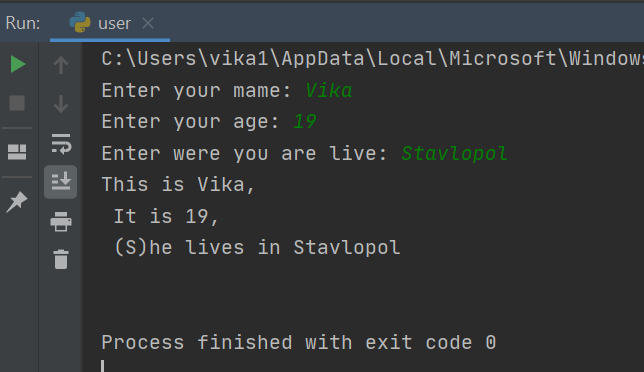 Run: user
C:\Users\vika1\AppData\Local\Microsoft\Windows
Enter your mame: Vika
Enter your age: 19
Enter were you are live: Stavlopol
This is Vika,
It is 19,
(S)he lives in Stavlopol
Process finished with exit code 0